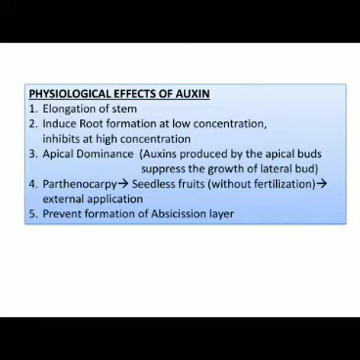 PHYSIOLOGICAL EFFECTS OF AUXIN
1. Elongation of stem
2. Induce Root formation at low concentration,
inhibits at high concentration
3. Apical Dominance (Auxins produced by the apical buds
suppress the growth of lateral bud)
4. Parthenocarpy→ Seedless fruits (without fertilization)→
external application
5. Prevent formation of Absicission layer